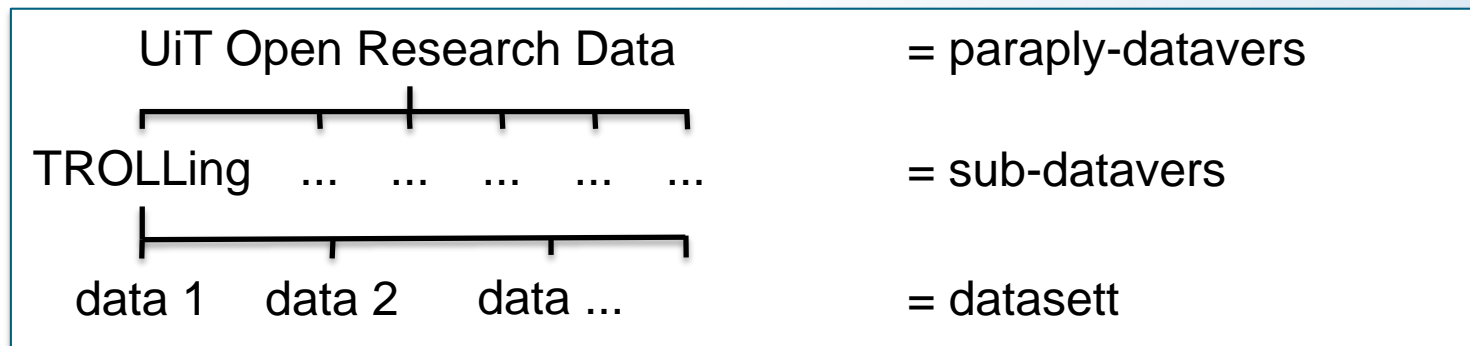 UiT Open Research Data = paraply-datavers
TROLLing ... ... ... ... ... = sub-datavers
data 1 data 2 data ... = datasett